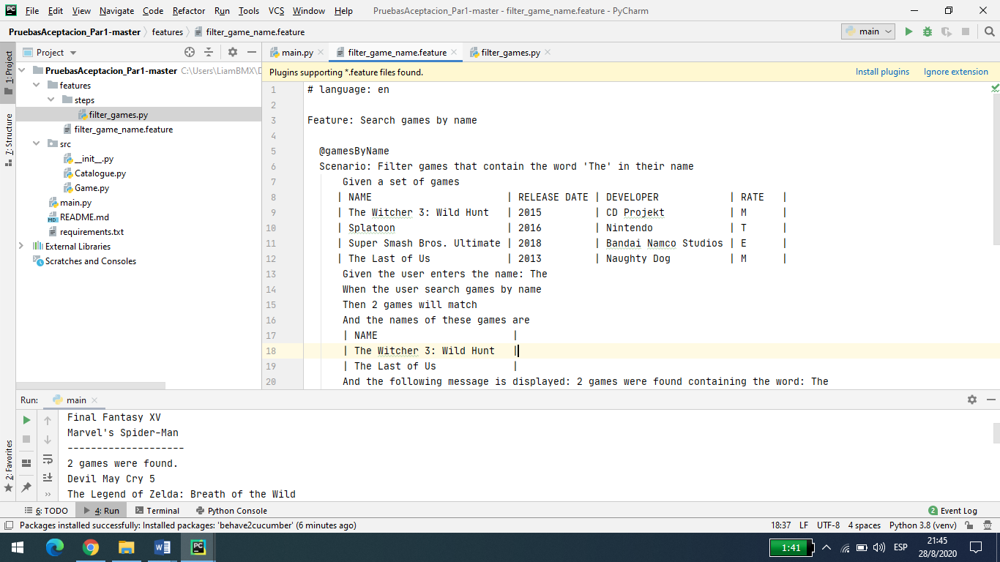 File Edit View Navigate Code Refactor Run Tools VCS Window Help PruebasAceptacion_Par1-master - filter_game_name.feature - PyCharm
PruebasAceptacion_Par1-master features filter_game_name.feature main
Project main.py filter_game_name.feature filter_games.py
1: Project
7: Structure
2: Favorites
PruebasAceptacion_Par1-master C:\Users\LiamBMX\D
features
steps
filter_games.py
filter_game_name.feature
src
__init__.py
Catalogue.py
Game.py
main.py
README.md
requirements.txt
External Libraries
Scratches and Consoles
Plugins supporting *.feature files found. Install plugins Ignore extension
1 # language: en
2
3 Feature: Search games by name
4
5 @gamesByName
6 Scenario: Filter games that contain the word 'The' in their name
7 Given a set of games
8 | NAME | RELEASE DATE | DEVELOPER | RATE |
9 | The Witcher 3: Wild Hunt | 2015 | CD Projekt | M |
10 | Splatoon | 2016 | Nintendo | T |
11 | Super Smash Bros. Ultimate | 2018 | Bandai Namco Studios | E |
12 | The Last of Us | 2013 | Naughty Dog | M |
13 Given the user enters the name: The
14 When the user search games by name
15 Then 2 games will match
16 And the names of these games are
17 | NAME |
18 | The Witcher 3: Wild Hunt |
19 | The Last of Us |
20 And the following message is displayed: 2 games were found containing the word: The
Run: main
Final Fantasy XV
Marvel's Spider-Man
--------------------
2 games were found.
Devil May Cry 5
The Legend of Zelda: Breath of the Wild
6: TODO 4: Run Terminal Python Console 2 Event Log
Packages installed successfully: Installed packages: 'behave2cucumber' (6 minutes ago) 18:37 LF UTF-8 4 spaces Python 3.8 (venv)
1:41 ESP 21:45
28/8/2020